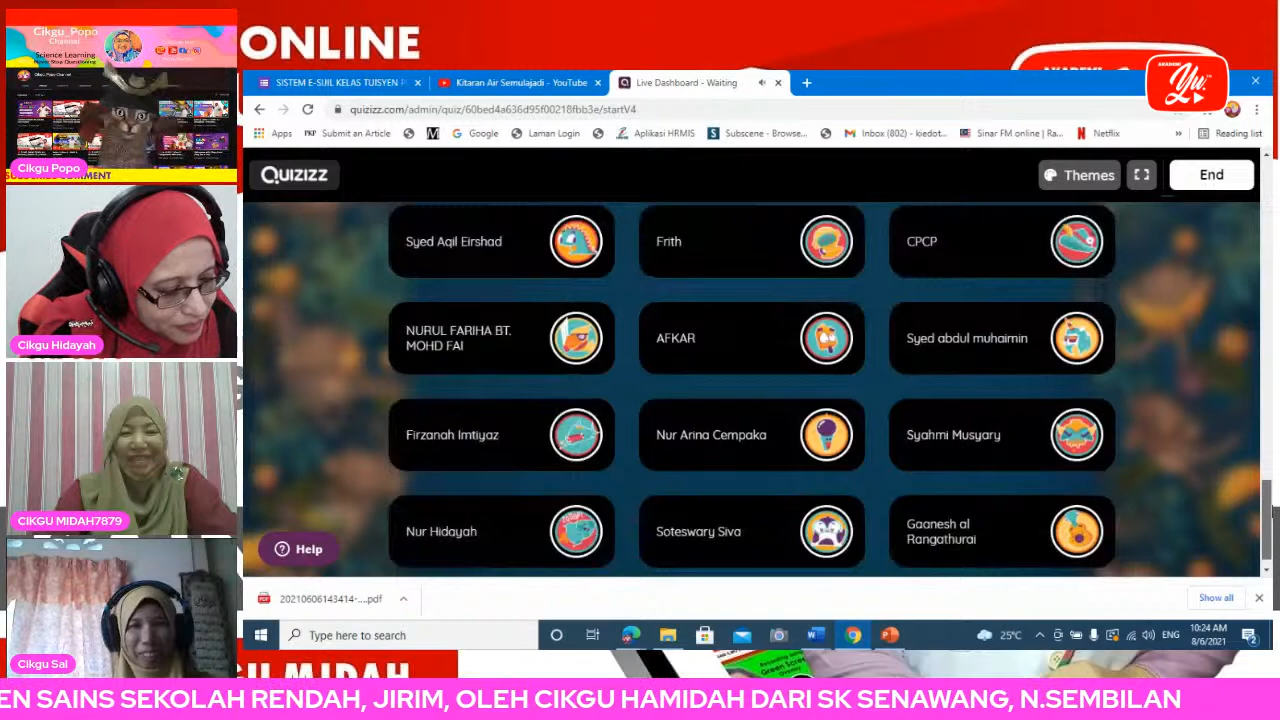 Cikgu_Popo
Channel
Science Learning
Never Stop Questioning
Cikgu Popo
Cikgu Hidayah
CIKGU MIDAH7879
Cikgu Sal
ONLINE
SISTEM E-SIJIL KELAS TUISYEN P
Kitaran Air Semulajadi - YouTube
Live Dashboard - Waiting
quizizz.com/admin/quiz/60bed4a636d95f00218fbb3e/startV4
Apps
Submit an Article
Google
Laman Login
Aplikasi HRMIS
Subscene - Browse...
Inbox (802) - kiedot...
Sinar FM online | Ra...
Netflix
Reading list
Quizizz
Themes
End
Syed Aqil Eirshad
Frith
CPCP
NURUL FARIHA BT.
MOHD FAI
AFKAR
Syed abdul muhaimin
Firzanah Imtiyaz
Nur Arina Cempaka
Syahmi Musyary
Nur Hidayah
Soteswary Siva
Gaanesh al
Rangathurai
Help
20210606143414-....pdf
Show all
Type here to search
25°C
ENG
10:24 AM
8/6/2021
Green Scree
EN SAINS SEKOLAH RENDAH, JIRIM, OLEH CIKGU HAMIDAH DARI SK SENAWANG, N.SEMBILAN